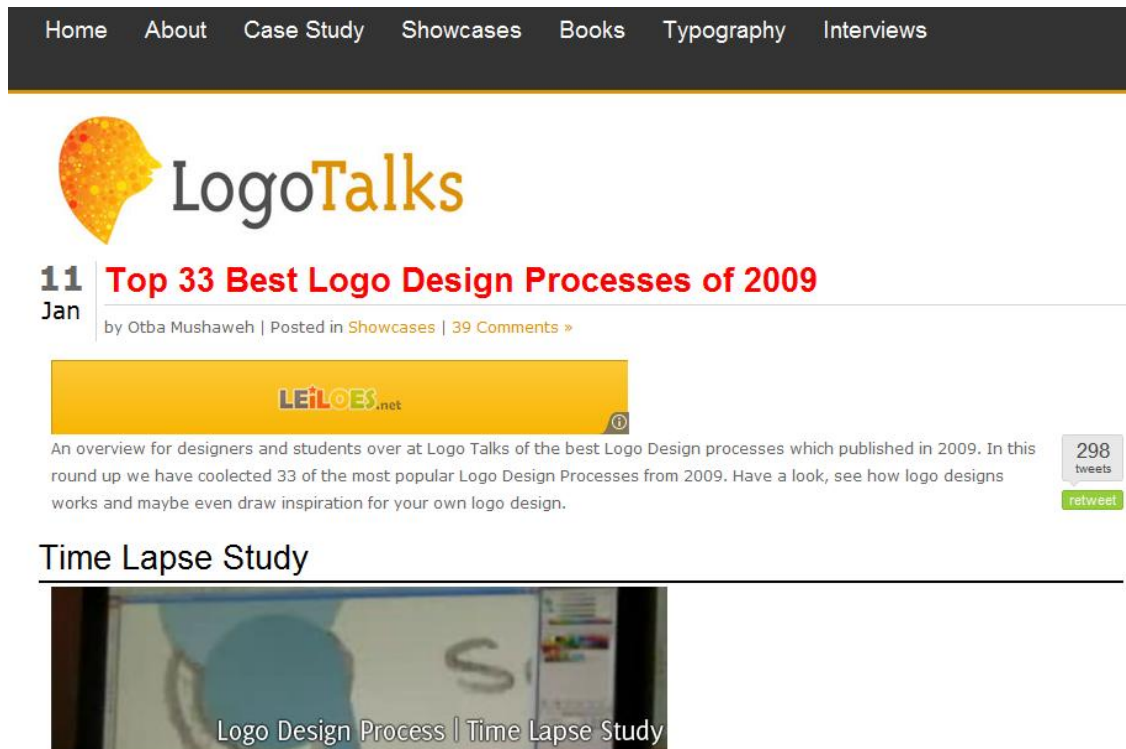 Home About Case Study Showcases Books Typography Interviews
LogoTalks
11
Jan
Top 33 Best Logo Design Processes of 2009
by Otba Mushaweh | Posted in Showcases | 39 Comments »
LEiLOES.net
An overview for designers and students over at Logo Talks of the best Logo Design processes which published in 2009. In this
round up we have coolected 33 of the most popular Logo Design Processes from 2009. Have a look, see how logo designs
works and maybe even draw inspiration for your own logo design.
298
tweets
retweet
Time Lapse Study
Logo Design Process | Time Lapse Study